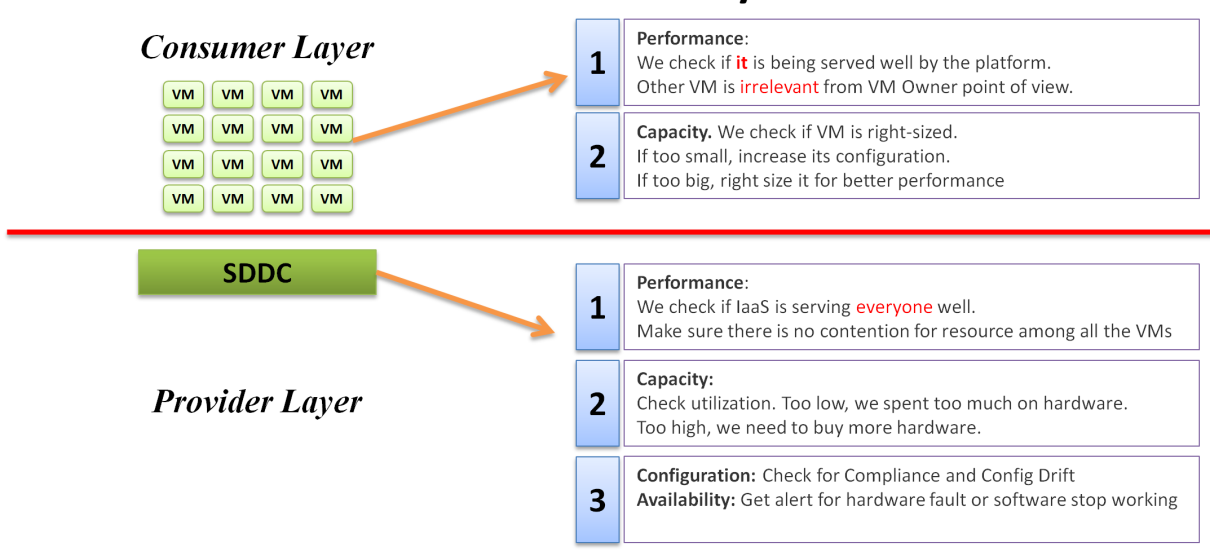 Consumer Layer
VM VM VM VM
VM VM VM VM
VM VM VM VM
VM VM VM VM
1
Performance:
We check if it is being served well by the platform.
Other VM is irrelevant from VM Owner point of view.
2
Capacity. We check if VM is right-sized.
If too small, increase its configuration.
If too big, right size it for better performance
SDDC
Provider Layer
1
Performance:
We check if IaaS is serving everyone well.
Make sure there is no contention for resource among all the VMs
2
Capacity:
Check utilization. Too low, we spent too much on hardware.
Too high, we need to buy more hardware.
3
Configuration: Check for Compliance and Config Drift
Availability: Get alert for hardware fault or software stop working